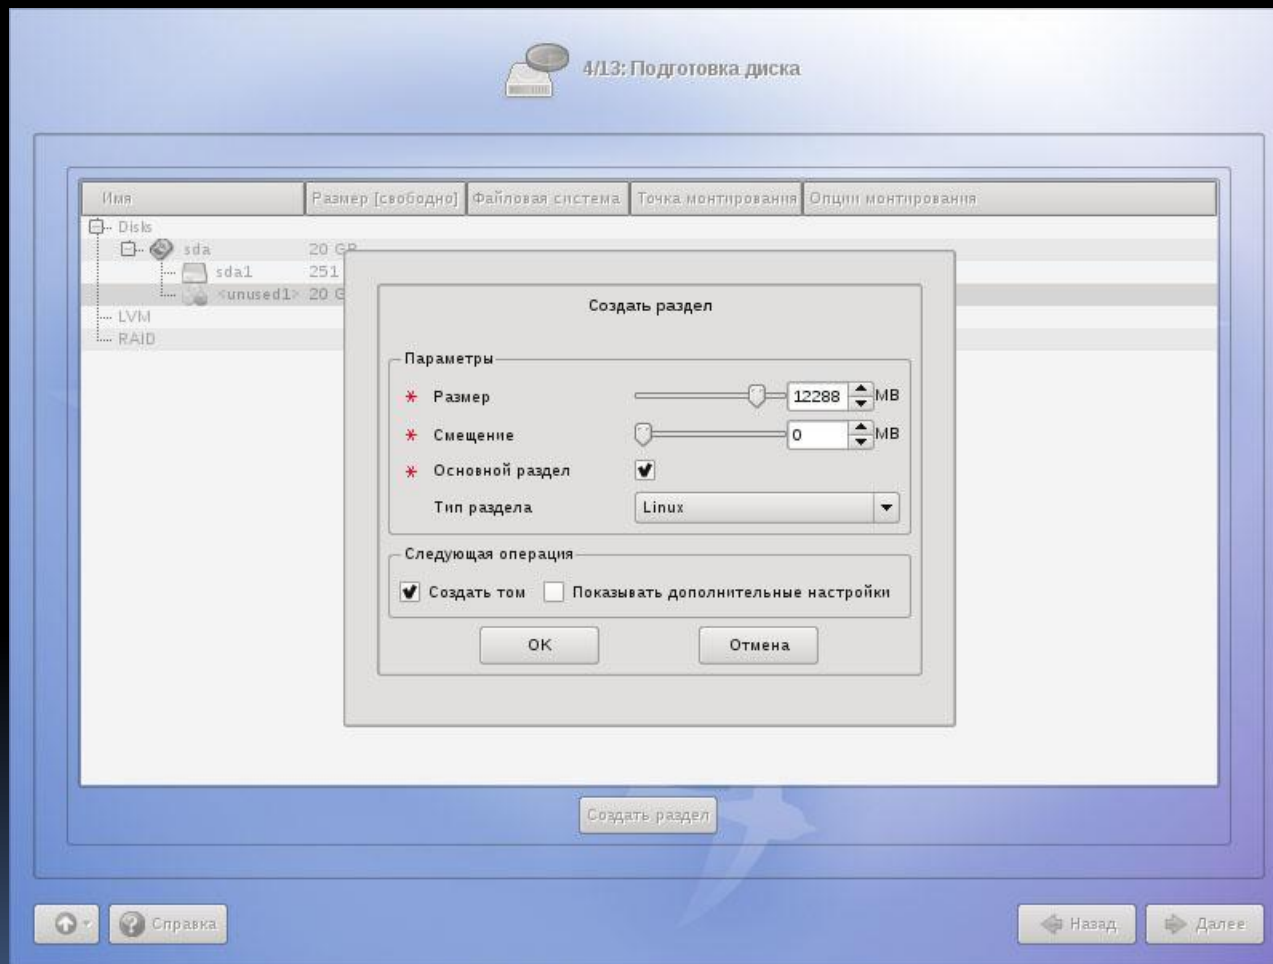 4/13: Подготовка диска
Имя Размер [свободно] Файловая система Точка монтирования Опции монтирования
Disks
sda 20 GB
sda1 251
<unused1> 20 G
LVM
RAID
Создать раздел
Параметры
* Размер 12288 MB
* Смещение 0 MB
* Основной раздел
Тип раздела Linux
Следующая операция
Создать том Показывать дополнительные настройки
OK Отмена
Создать раздел
Справка Назад Далее